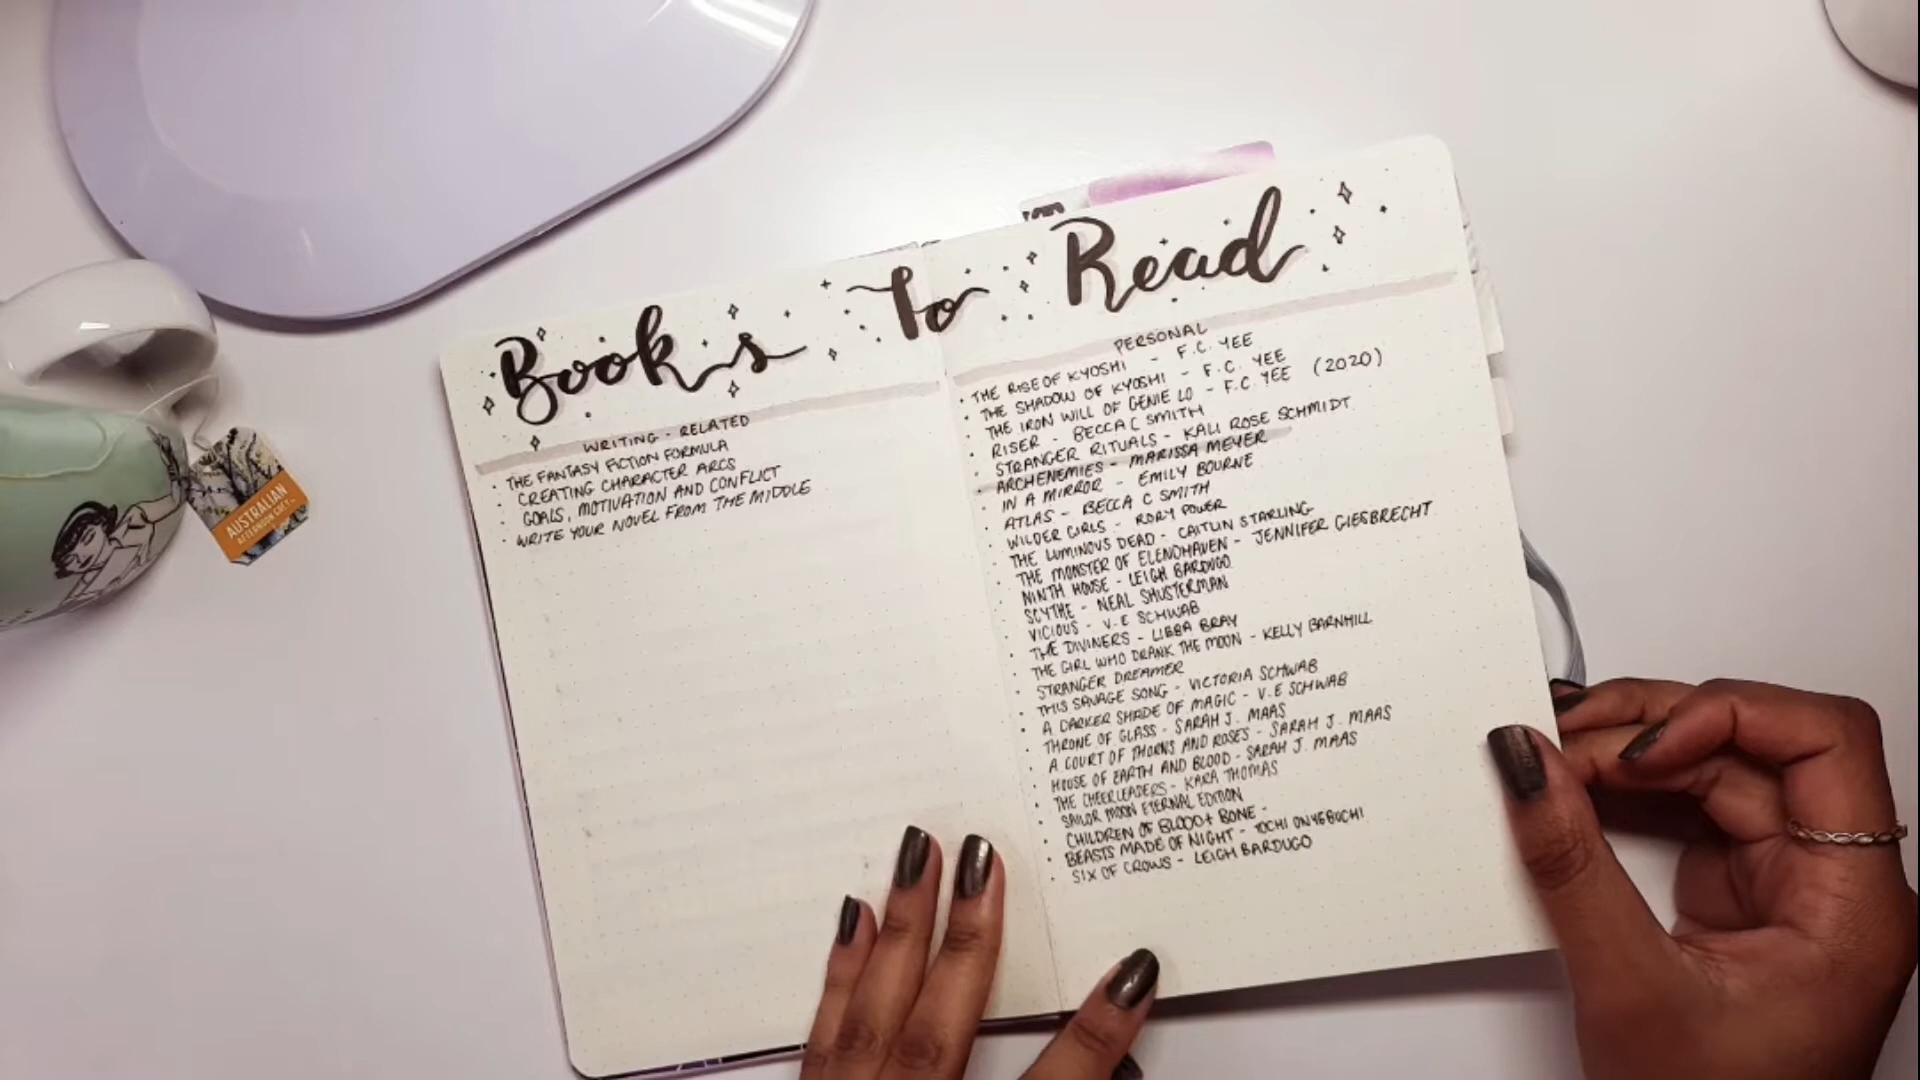 Books To Read
WRITING - RELATED
· THE FANTASY FICTION FORMULA
· CREATING CHARACTER ARCS
· GOALS, MOTIVATION AND CONFLICT
· WRITE YOUR NOVEL FROM THE MIDDLE
PERSONAL
· THE RISE OF KYOSHI - F.C. YEE
· THE SHADOW OF KYOSHI - F.C. YEE
· THE IRON WILL OF GENIE LO - F.C. YEE (2020)
· RISER - BECCA C SMITH
· STRANGER RITUALS - KALI ROSE SCHMIDT
· ARCHENEMIES - MARISSA MEYER
· IN A MIRROR - EMILY BOURNE
· ATLAS - BECCA C SMITH
· WILDER GIRLS - RORY POWER
· THE LUMINOUS DEAD - CAITLIN STARLING
· THE MONSTER OF ELENDHAVEN - JENNIFER GIESBRECHT
· NINTH HOUSE - LEIGH BARDUGO
· SCYTHE - NEAL SHUSTERMAN
· VICIOUS - V.E SCHWAB
· THE DIVINERS - LIBBA BRAY
· THE GIRL WHO DRANK THE MOON - KELLY BARNHILL
· STRANGER DREAMER
· THIS SAVAGE SONG - VICTORIA SCHWAB
· A DARKER SHADE OF MAGIC - V.E SCHWAB
· THRONE OF GLASS - SARAH J. MAAS
· A COURT OF THORNS AND ROSES - SARAH J. MAAS
· HOUSE OF EARTH AND BLOOD - SARAH J. MAAS
· THE CHEERLEADERS - KARA THOMAS
· SAILOR MOON ETERNAL EDITION
· CHILDREN OF BLOOD + BONE -
· BEASTS MADE OF NIGHT - TOCHI ONYEBUCHI
· SIX OF CROWS - LEIGH BARDUGO
AUSTRALIAN
AFTERNOON